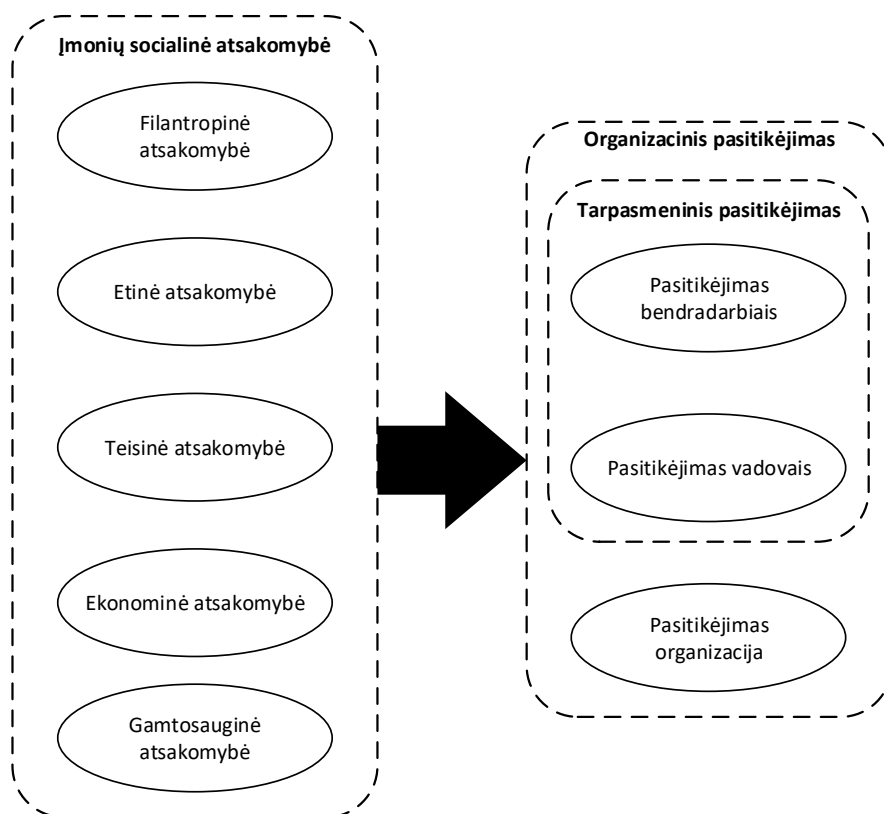 Įmonių socialinė atsakomybė
Filantropinė
atsakomybė
Etinė atsakomybė
Teisinė atsakomybė
Ekonominė atsakomybė
Gamtosauginė
atsakomybė
Organizacinis pasitikėjimas
Tarpasmeninis pasitikėjimas
Pasitikėjimas
bendradarbiais
Pasitikėjimas vadovais
Pasitikėjimas
organizacija